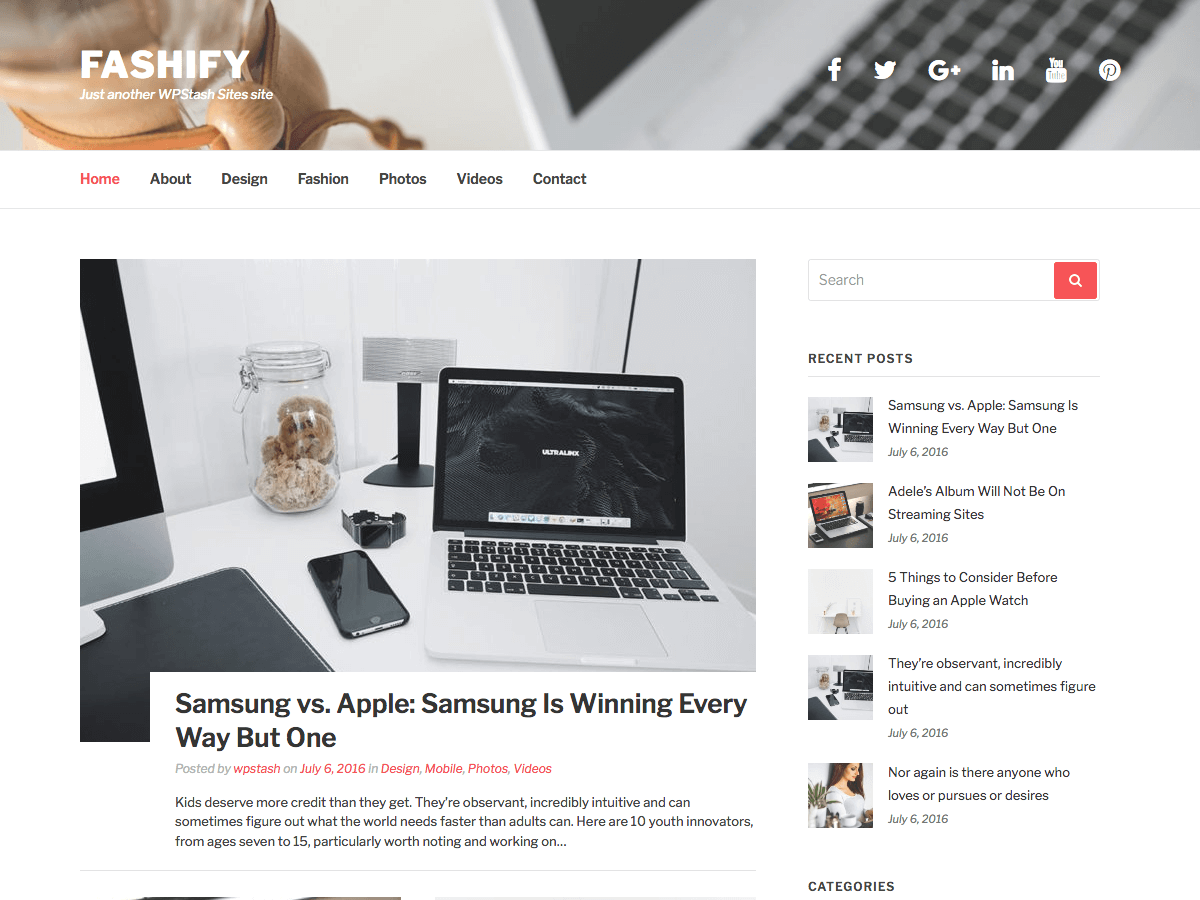 FASHIFY
Just another WPStash Sites site
You
Tube
Home
About
Design
Fashion
Photos
Videos
Contact
ULTRALINX
Samsung vs. Apple: Samsung Is Winning Every
Way But One
Posted by wpstash on July 6, 2016 in Design, Mobile, Photos, Videos
Kids deserve more credit than they get. They're observant, incredibly intuitive and can
sometimes figure out what the world needs faster than adults can. Here are 10 youth innovators,
from ages seven to 15, particularly worth noting and working on…
Search
RECENT POSTS
Samsung vs. Apple: Samsung Is
Winning Every Way But One
July 6, 2016
Adele's Album Will Not Be On
Streaming Sites
July 6, 2016
5 Things to Consider Before
Buying an Apple Watch
July 6, 2016
They're observant, incredibly
intuitive and can sometimes figure
out
July 6, 2016
Nor again is there anyone who
loves or pursues or desires
July 6, 2016
CATEGORIES